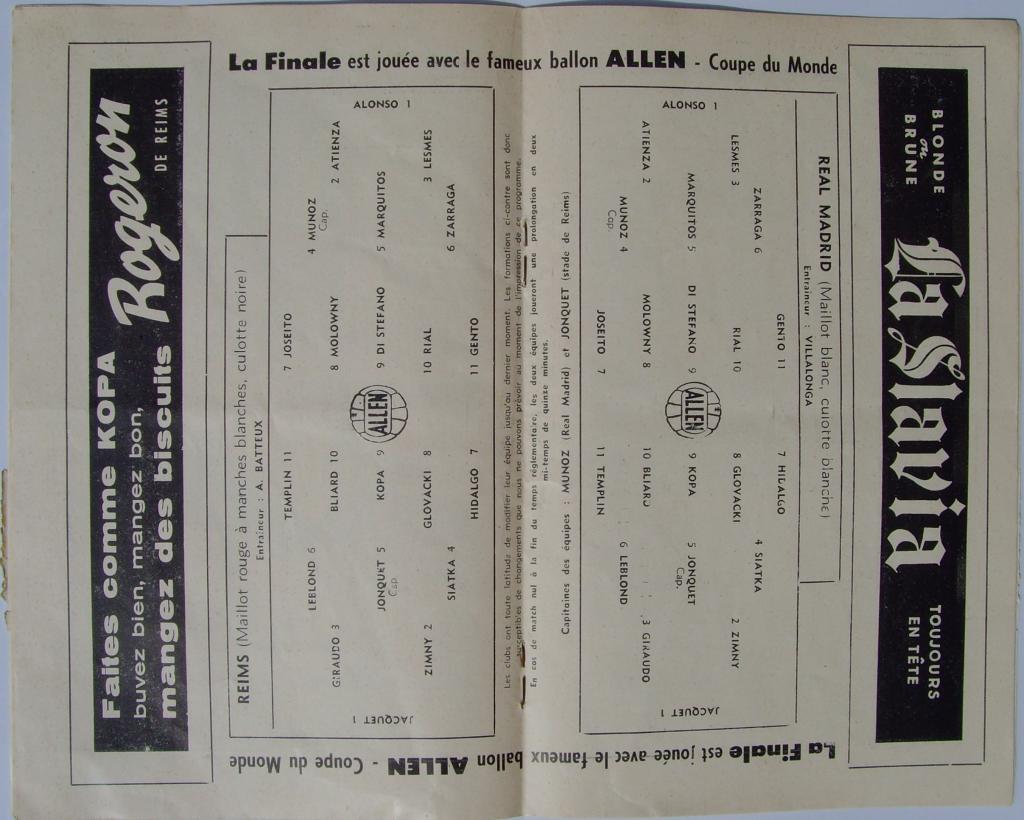 La Finale est jouée avec le fameux ballon ALLEN - Coupe du Monde
Faites comme KOPA
buvez bien, mangez bon,
mangez des biscuits
Rogeron
DE REIMS
REIMS (Maillot rouge à manches blanches, culotte noire)
Entraîneur : A. BATTEUX
ALONSO 1
2 ATIENZA
3 LESMES
4 MUNOZ
Cap.
5 MARQUITOS
6 ZARRAGA
7 JOSEITO
8 MOLOWNY
9 DI STEFANO
10 RIAL
11 GENTO
ALLEN
TEMPLIN 11
BLIARD 10
KOPA 9
GLOVACKI 8
HIDALGO 7
LEBLOND 6
JONQUET 5
Cap.
SIATKA 4
GIRAUDO 3
ZIMNY 2
JACQUET 1
Les clubs ont toute latitude de modifier leur équipe jusqu'au dernier moment. Les formations ci-contre sont donc
susceptibles de changements que nous ne pouvons prévoir au moment de l'impression de ce programme.
En cas de match nul à la fin du temps réglementaire, les deux équipes joueront une prolongation en deux
mi-temps de quinze minutes.
Capitaines des équipes : MUNOZ (Real Madrid) et JONQUET (stade de Reims)
ALONSO 1
ATIENZA 2
LESMES 3
MUNOZ 4
Cap.
MARQUITOS 5
ZARRAGA 6
JOSEITO 7
MOLOWNY 8
DI STEFANO 9
RIAL 10
GENTO 11
ALLEN
11 TEMPLIN
10 BLIARD
9 KOPA
8 GLOVACKI
7 HIDALGO
6 LEBLOND
5 JONQUET
Cap.
4 SIATKA
3 GIRAUDO
2 ZIMNY
JACQUET 1
REAL MADRID (Maillot blanc, culotte blanche)
Entraineur : VILLALONGA
BLONDE
ou
BRUNE
La Slavia
TOUJOURS
EN TÊTE
La Finale est jouée avec le fameux ballon ALLEN - Coupe du Monde